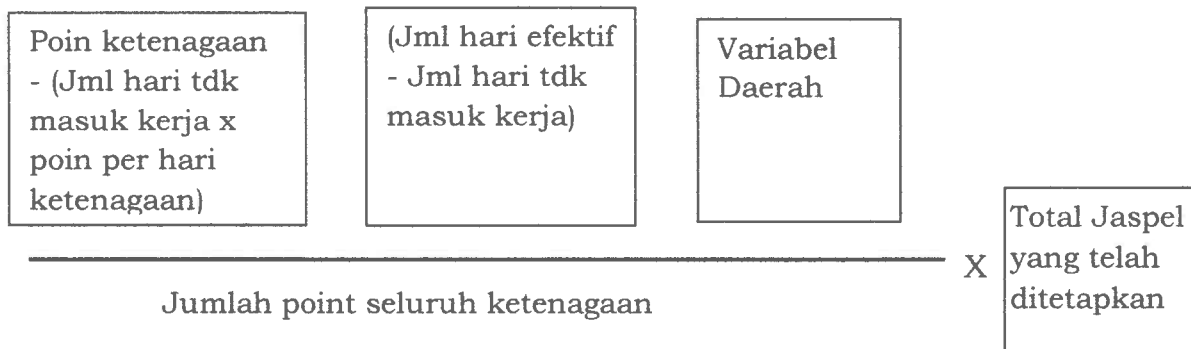 Poin ketenagaan
- (Jml hari tdk
masuk kerja x
poin per hari
ketenagaan)
(Jml hari efektif
- Jml hari tdk
masuk kerja)
Variabel
Daerah
Jumlah point seluruh ketenagaan
X
Total Jaspel
yang telah
ditetapkan